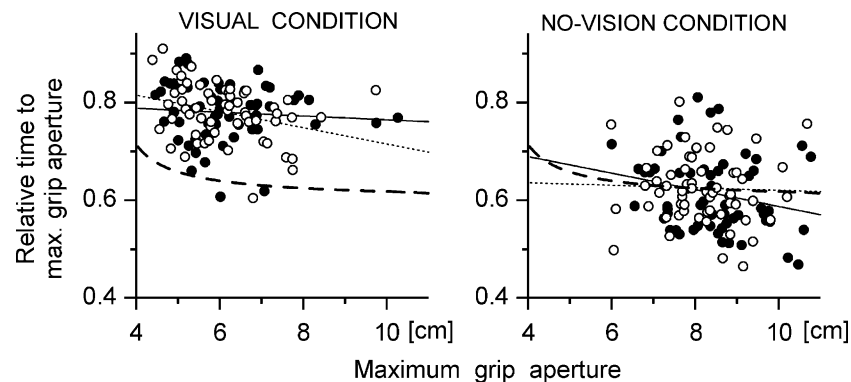 VISUAL CONDITION
NO-VISION CONDITION
Relative time to
max. grip aperture
0.8
0.6
0.4
4 6 8 10 [cm]
0.8
0.6
0.4
4 6 8 10 [cm]
Maximum grip aperture